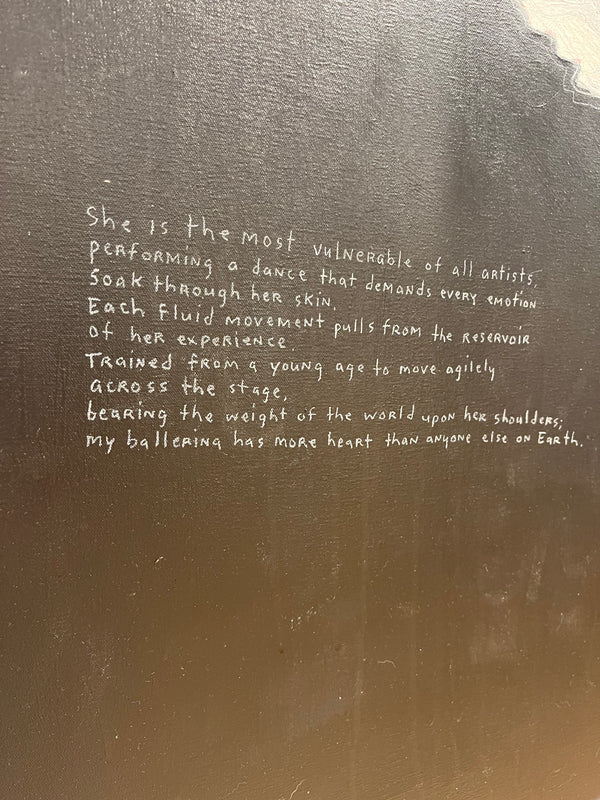 She is the most vulnerable of all artists,
performing a dance that demands every emotion
soak through her skin.
Each fluid movement pulls from the reservoir
of her experience
Trained from a young age to move agilely
across the stage,
bearing the weight of the world upon her shoulders;
my ballerina has more heart than anyone else on Earth.